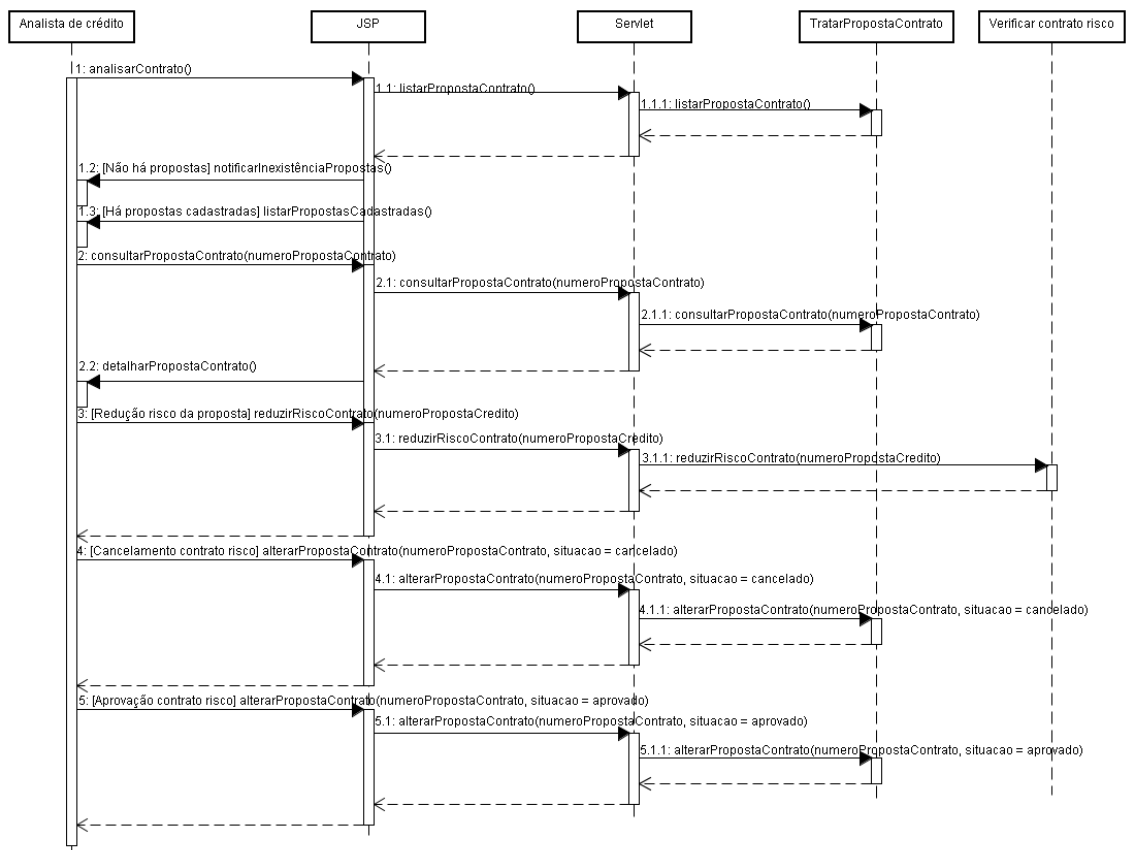 Analista de crédito
JSP
Servlet
TratarPropostaContrato
Verificar contrato risco
1: analisarContrato()
1.1: listarPropostaContrato()
1.1.1: listarPropostaContrato()
1.2: [Não há propostas] notificarInexistênciaPropostas()
1.3: [Há propostas cadastradas] listarPropostasCadastradas()
2: consultarPropostaContrato(numeroPropostaContrato)
2.1: consultarPropostaContrato(numeroPropostaContrato)
2.1.1: consultarPropostaContrato(numeroPropostaContrato)
2.2: detalharPropostaContrato()
3: [Redução risco da proposta] reduzirRiscoContrato(numeroPropostaCredito)
3.1: reduzirRiscoContrato(numeroPropostaCredito)
3.1.1: reduzirRiscoContrato(numeroPropostaCredito)
4: [Cancelamento contrato risco] alterarPropostaContrato(numeroPropostaContrato, situacao = cancelado)
4.1: alterarPropostaContrato(numeroPropostaContrato, situacao = cancelado)
4.1.1: alterarPropostaContrato(numeroPropostaContrato, situacao = cancelado)
5: [Aprovação contrato risco] alterarPropostaContrato(numeroPropostaContrato, situacao = aprovado)
5.1: alterarPropostaContrato(numeroPropostaContrato, situacao = aprovado)
5.1.1: alterarPropostaContrato(numeroPropostaContrato, situacao = aprovado)